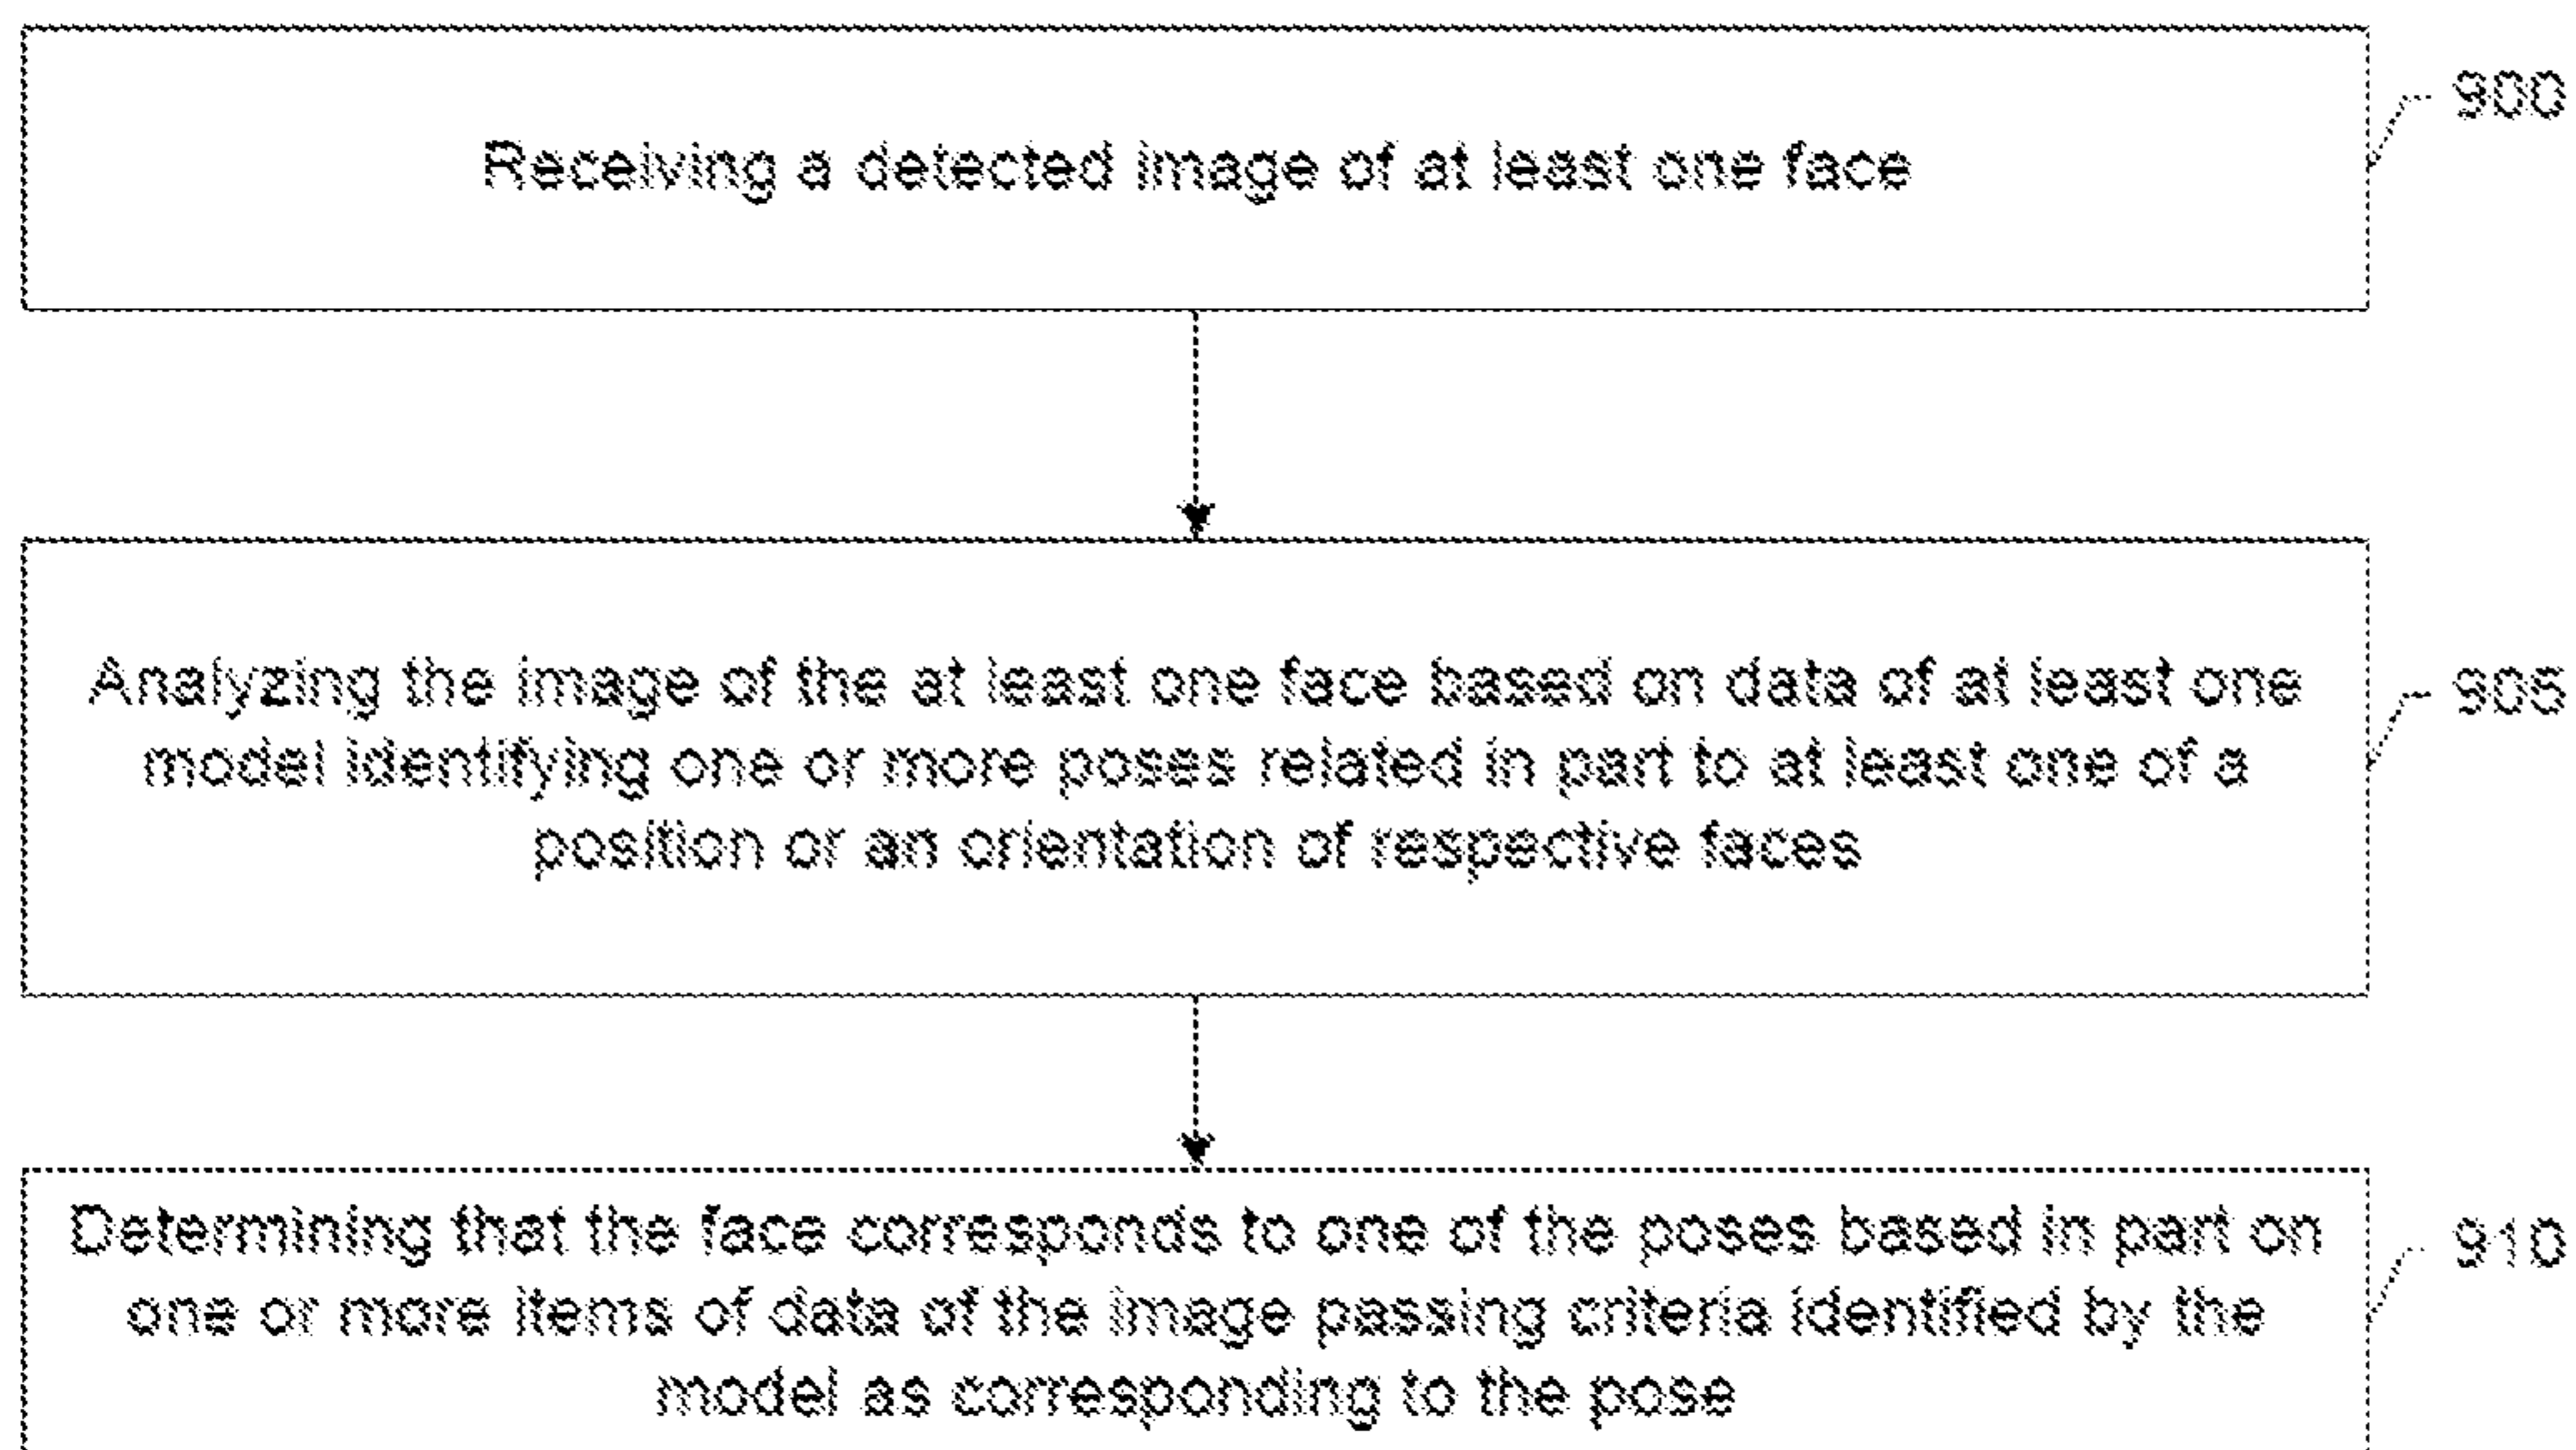 Receiving a detected image of at least one face
900
Analyzing the image of the at least one face based on data of at least one
model identifying one or more poses related in part to at least one of a
position or an orientation of respective faces
905
Determining that the face corresponds to one of the poses based in part on
one or more items of data of the image passing criteria identified by the
model as corresponding to the pose
910